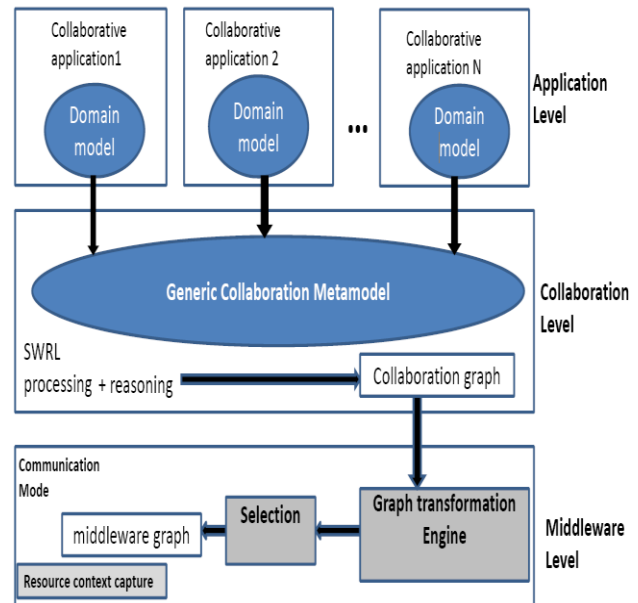 Collaborative
application1
Domain
model
Collaborative
application 2
Domain
model
...
Collaborative
application N
Domain
model
Application
Level
Generic Collaboration Metamodel
Collaboration
Level
SWRL
processing + reasoning
Collaboration graph
Communication
Mode
middleware graph
Selection
Graph transformation
Engine
Middleware
Level
Resource context capture